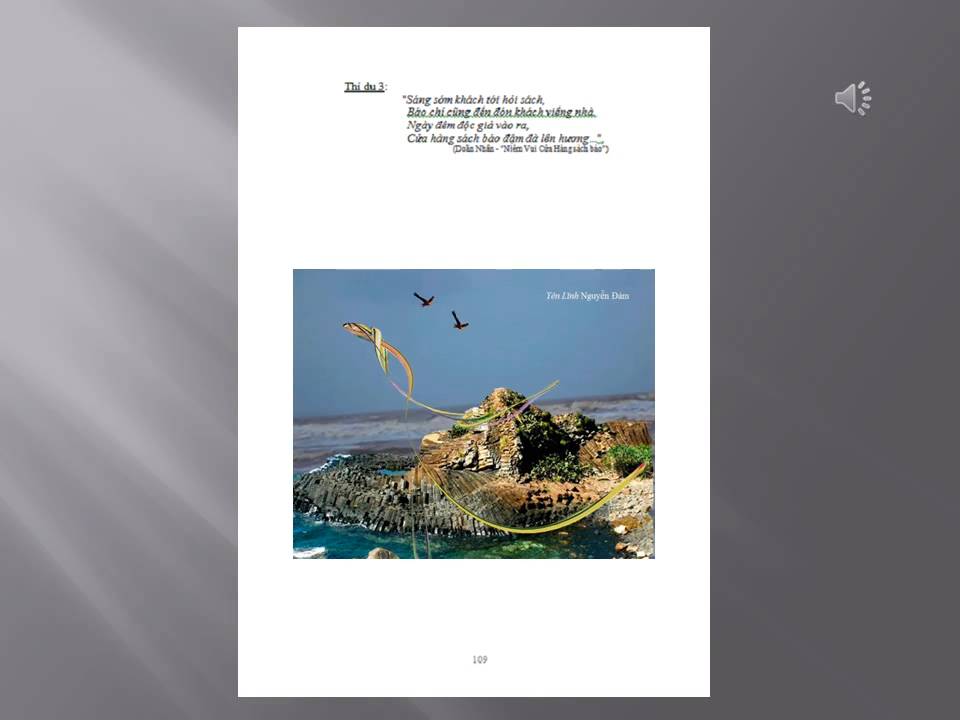 Thí dụ 3:
"Sáng sớm khách tới hỏi sách,
Báo chí cũng đến đón khách viếng nhà.
Ngày đêm độc giả vào ra,
Cửa hàng sách báo đậm đà lên hương...",
(Doãn Nhẫn - "Niềm Vui Cửa Hàng sách báo")
Yên Lĩnh Nguyễn Đàm
109